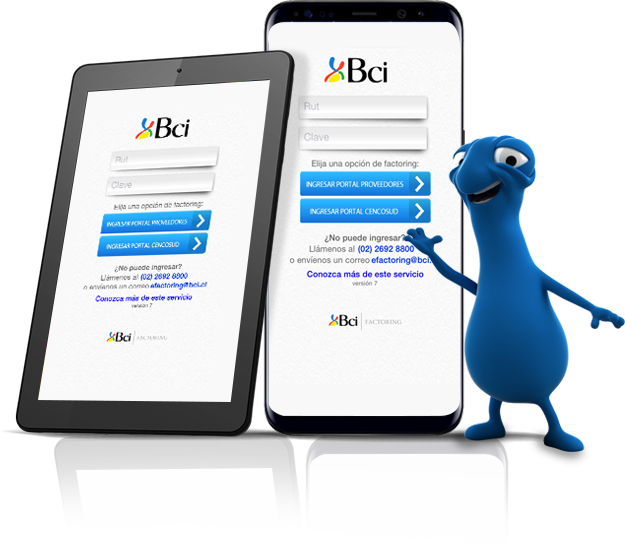 Bci
Rut
Clave
Elija una opción de factoring:
INGRESAR PORTAL PROVEEDORES
INGRESAR PORTAL CENCOSUD
¿No puede ingresar?
Llámenos al (02) 2692 8800
o envíenos un correo efactoring@bci.cl
Conozca más de este servicio
versión 7
Bci FACTORING
Bci
Rut
Clave
Elija una opción de factoring:
INGRESAR PORTAL PROVEEDORES
INGRESAR PORTAL CENCOSUD
¿No puede ingresar?
Llámenos al (02) 2692 8800
o envíenos un correo efactoring@bci.
Conozca más de este servicio
versión 7
Bci FACTORING